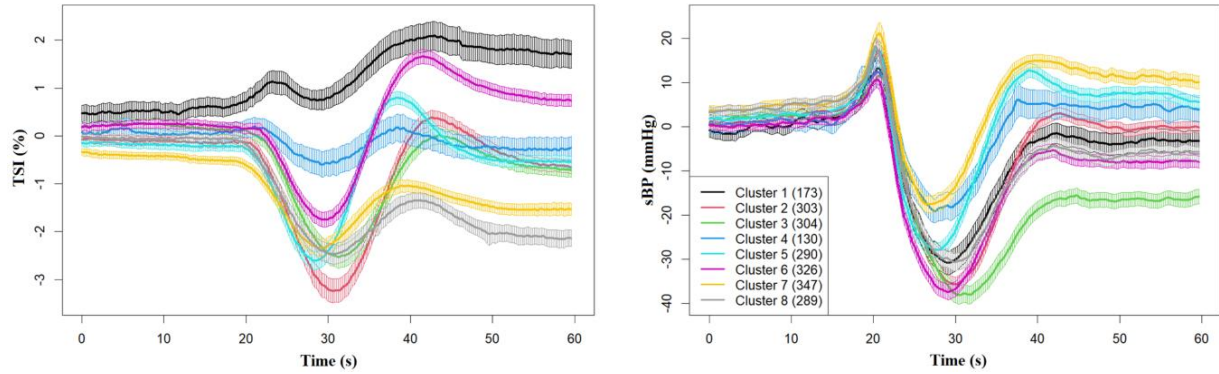 TSI (%)
2
1
0
-1
-2
-3
0 10 20 30 40 50 60
Time (s)
sBP (mmHg)
20
10
0
-10
-20
-30
-40
Cluster 1 (173)
Cluster 2 (303)
Cluster 3 (304)
Cluster 4 (130)
Cluster 5 (290)
Cluster 6 (326)
Cluster 7 (347)
Cluster 8 (289)
0 10 20 30 40 50 60
Time (s)